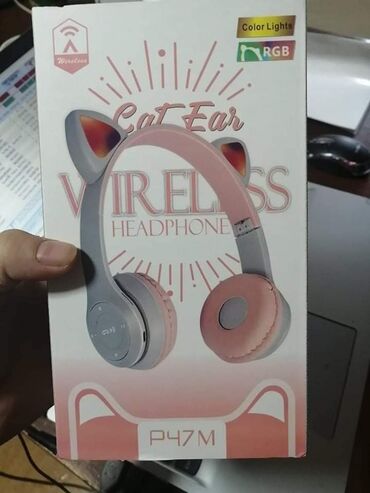 Wireless
Color Lights
RGB
Cat Ear
WIRELESS
HEADPHONE
P47M